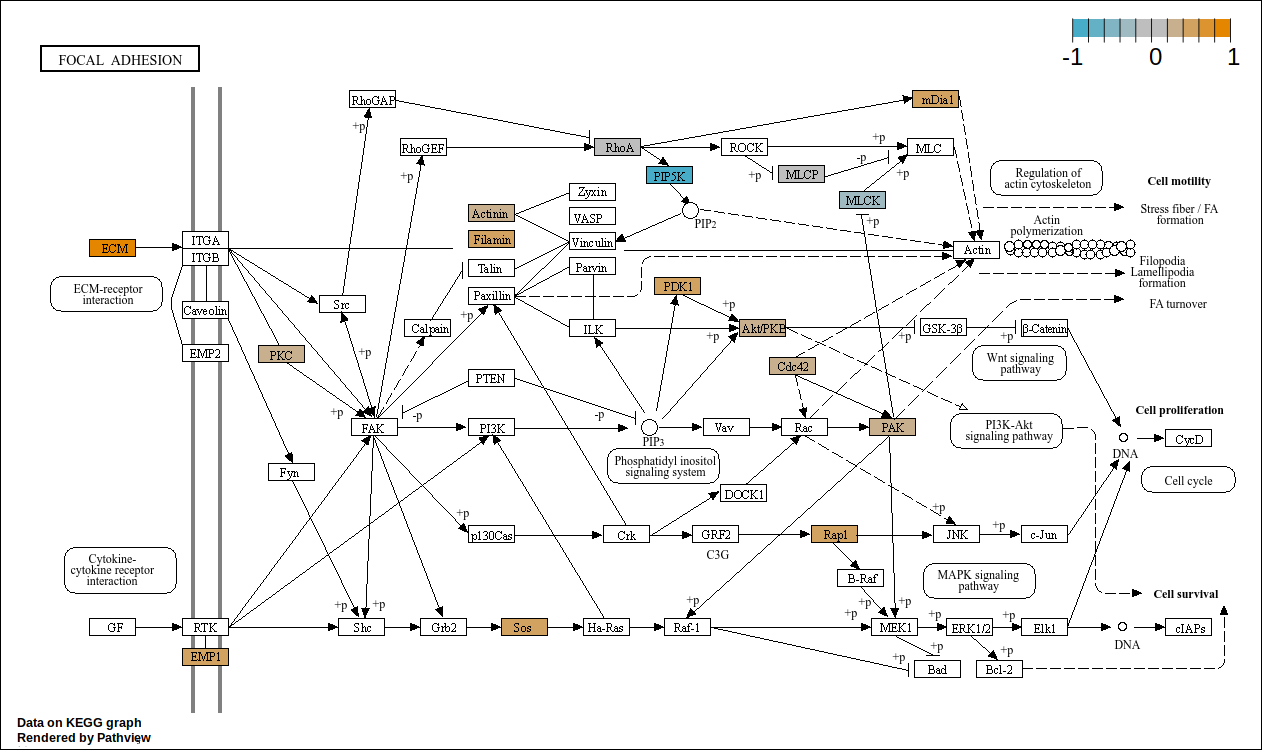 -1 0 1
FOCAL ADHESION
RhoGAP
mDia1
+p
RhoGEF
RhoA
ROCK
+p
MLC
+p
PIP5K
+p
MLCP
-p
+p
MLCK
+p
Regulation of
actin cytoskeleton
Cell motility
Stress fiber / FA
formation
Zyxin
Actinin
VASP
PIP2
Actin
polymerization
ECM
ITGA
ITGB
Filamin
Vinculin
Actin
Talin
Parvin
Filopodia
Lamellipodia
formation
ECM-receptor
interaction
Caveolin
Src
Paxillin
+p
PDK1
+p
FA turnover
Calpain
ILK
+p
Akt/PKB
GSK-3β
+p
+p
β-Catenin
EMP2
PKC
+p
Cdc42
Wnt signaling
pathway
PTEN
+p
-p
-p
FAK
PI3K
PIP3
Vav
Rac
PAK
PI3K-Akt
signaling pathway
Cell proliferation
DNA
CycD
Fyn
Phosphatidyl inositol
signaling system
Cell cycle
DOCK1
+p
p130Cas
Crk
GRF2
C3G
Rap1
+p
JNK
+p
c-Jun
Cytokine-
cytokine receptor
interaction
B-Raf
MAPK signaling
pathway
Cell survival
+p
+p
+p
+p
+p
+p
+p
+p
GF
RTK
Shc
Grb2
Sos
Ha-Ras
Raf-1
MEK1
ERK1/2
Elk1
DNA
cIAPs
EMP1
+p
+p
+p
Bad
Bcl-2
Data on KEGG graph
Rendered by Pathview